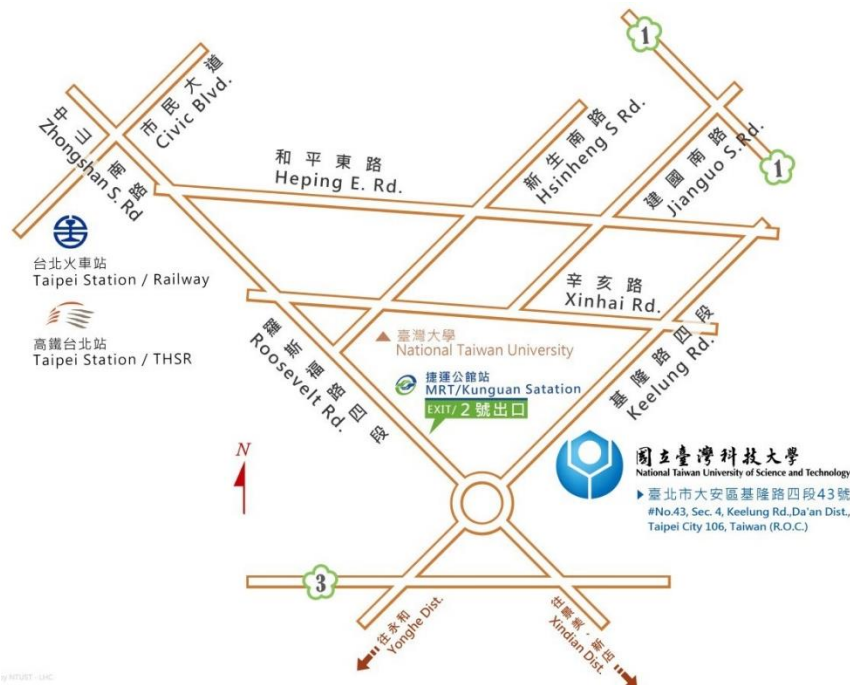 1
市民大道
Civic Blvd.
中山南路
Zhongshan S. Rd
和平東路
Heping E. Rd.
新生南路
Hsinheng S Rd.
建國南路
Jianguo S. Rd.
1
台北火車站
Taipei Station / Railway
高鐵台北站
Taipei Station / THSR
辛亥路
Xinhai Rd.
羅斯福路四段
Roosevelt Rd.
臺灣大學
National Taiwan University
捷運公館站
MRT/Kunguan Satation
EXIT/ 2 號出口
基隆路四段
Keelung Rd.
N
國立臺灣科技大學
National Taiwan University of Science and Technology
臺北市大安區基隆路四段43號
#No.43, Sec. 4, Keelung Rd.,Da'an Dist.,
Taipei City 106, Taiwan (R.O.C.)
3
往永和
Yonghe Dist.
往景美．新店
Xindian Dist.
by NTUST - LHC